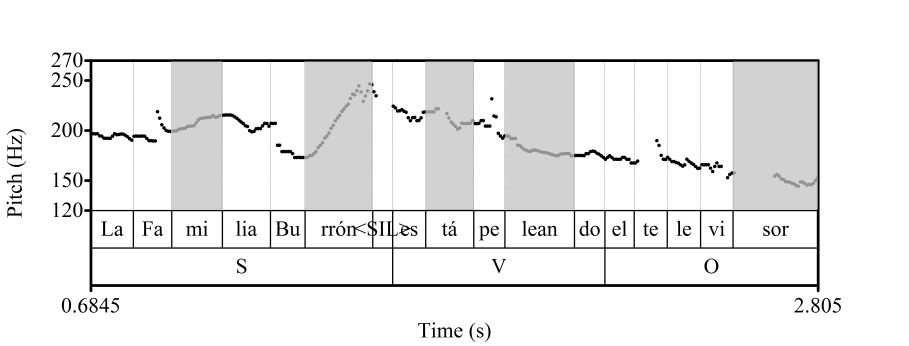 270
250
200
150
120
Pitch (Hz)
La Fa mi lia Bu rrón <SIL> es tá pe lean do el te le vi sor
S V O
0.6845 2.805
Time (s)